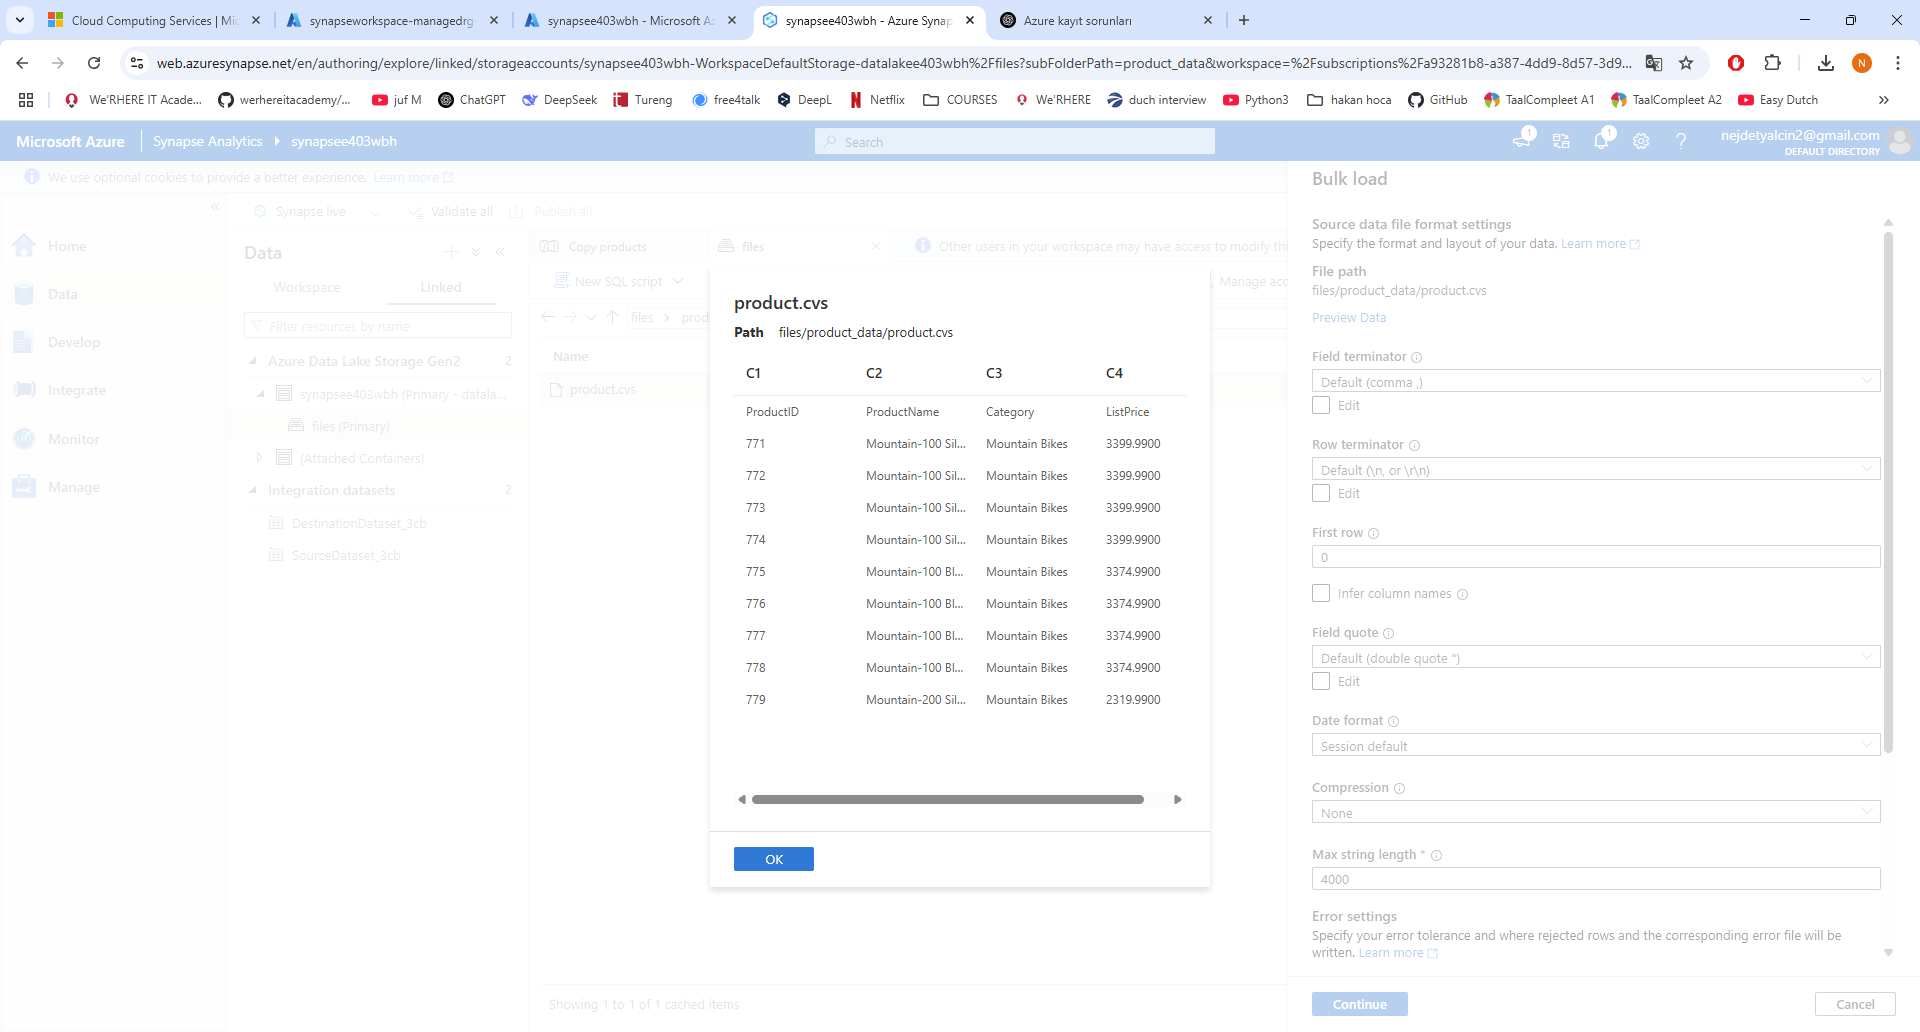 Cloud Computing Services | Mic
synapseworkspace-managedrg-
synapsee403wbh - Microsoft Az
synapsee403wbh - Azure Synap
Azure kayıt sorunları
web.azuresynapse.net/en/authoring/explore/linked/storageaccounts/synapsee403wbh-WorkspaceDefaultStorage-datalakee403wbh%2Ffiles?subFolderPath=product_data&workspace=%2Fsubscriptions%2Fa93281b8-a387-4dd9-8d57-3d9...
N
We'RHERE IT Acade...
werhereitacademy/...
juf M
ChatGPT
DeepSeek
Tureng
free4talk
DeepL
Netflix
COURSES
We'RHERE
duch interview
Python3
hakan hoca
GitHub
TaalCompleet A1
TaalCompleet A2
Easy Dutch
Microsoft Azure
Synapse Analytics
synapsee403wbh
Search
1
1
nejdetyalcin2@gmail.com
DEFAULT DIRECTORY
We use optional cookies to provide a better experience. Learn more
Synapse live
Validate all
Publish all
Home
Data
Develop
Integrate
Monitor
Manage
Data
Workspace
Linked
Filter resources by name
Azure Data Lake Storage Gen2 2
synapsee403wbh (Primary - datala...
files (Primary)
(Attached Containers)
Integration datasets 2
DestinationDataset_3cb
SourceDataset_3cb
Copy products
files
Other users in your workspace may have access to modify thi
New SQL script
Manage acc
files
prod
Name
product.cvs
Showing 1 to 1 of 1 cached items
product.cvs
Path files/product_data/product.cvs
C1 C2 C3 C4
ProductID ProductName Category ListPrice
771 Mountain-100 Sil... Mountain Bikes 3399.9900
772 Mountain-100 Sil... Mountain Bikes 3399.9900
773 Mountain-100 Sil... Mountain Bikes 3399.9900
774 Mountain-100 Sil... Mountain Bikes 3399.9900
775 Mountain-100 Bl... Mountain Bikes 3374.9900
776 Mountain-100 Bl... Mountain Bikes 3374.9900
777 Mountain-100 Bl... Mountain Bikes 3374.9900
778 Mountain-100 Bl... Mountain Bikes 3374.9900
779 Mountain-200 Sil... Mountain Bikes 2319.9900
OK
Bulk load
Source data file format settings
Specify the format and layout of your data. Learn more
File path
files/product_data/product.cvs
Preview Data
Field terminator
Default (comma ,)
Edit
Row terminator
Default (\n, or \r\n)
Edit
First row
0
Infer column names
Field quote
Default (double quote ")
Edit
Date format
Session default
Compression
None
Max string length *
4000
Error settings
Specify your error tolerance and where rejected rows and the corresponding error file will be
written. Learn more
Continue
Cancel